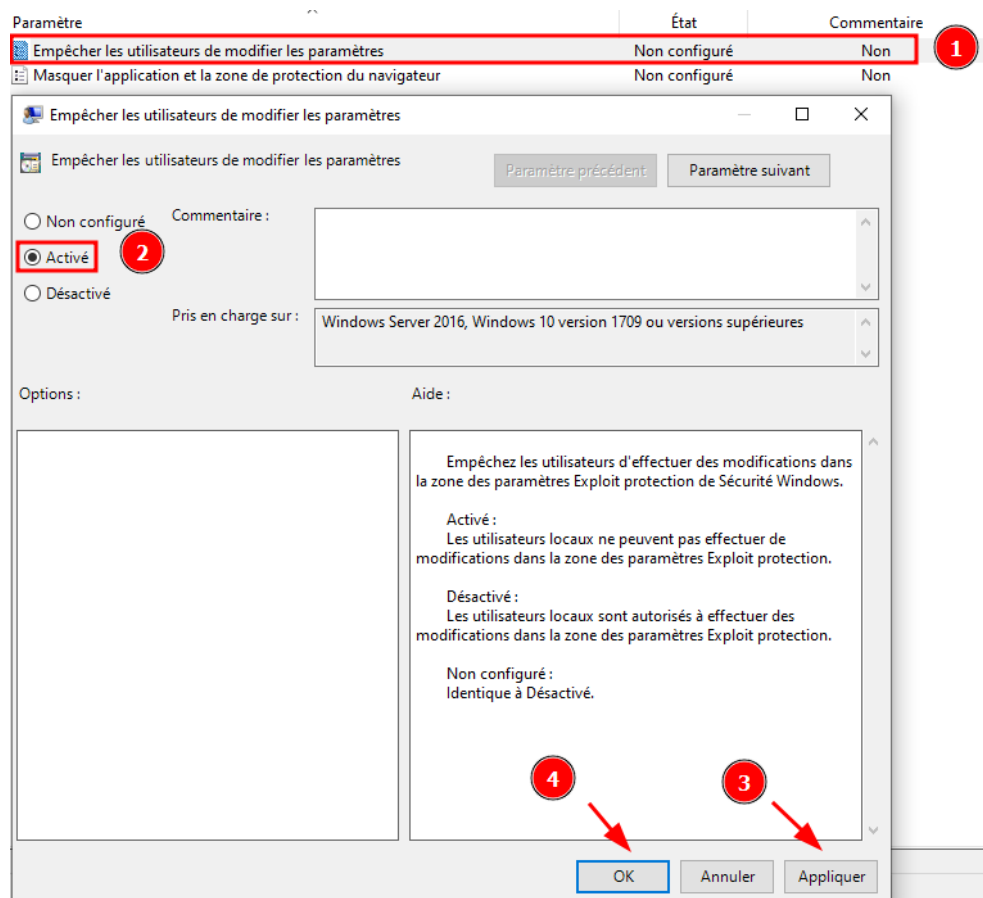 Paramètre État Commentaire
Empêcher les utilisateurs de modifier les paramètres Non configuré Non 1
Masquer l'application et la zone de protection du navigateur Non configuré Non
Empêcher les utilisateurs de modifier les paramètres
Empêcher les utilisateurs de modifier les paramètres Paramètre précédent Paramètre suivant
Non configuré Commentaire :
Activé 2
Désactivé
Pris en charge sur : Windows Server 2016, Windows 10 version 1709 ou versions supérieures
Options : Aide :
Empêchez les utilisateurs d'effectuer des modifications dans
la zone des paramètres Exploit protection de Sécurité Windows.
Activé :
Les utilisateurs locaux ne peuvent pas effectuer de
modifications dans la zone des paramètres Exploit protection.
Désactivé :
Les utilisateurs locaux sont autorisés à effectuer des
modifications dans la zone des paramètres Exploit protection.
Non configuré :
Identique à Désactivé.
4 3
OK Annuler Appliquer